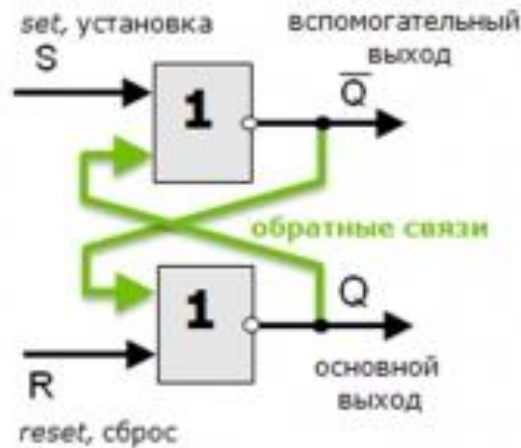 set, установка
S
вспомогательный
выход
Q
1
обратные связи
1
Q
R
основной
выход
reset, сброс